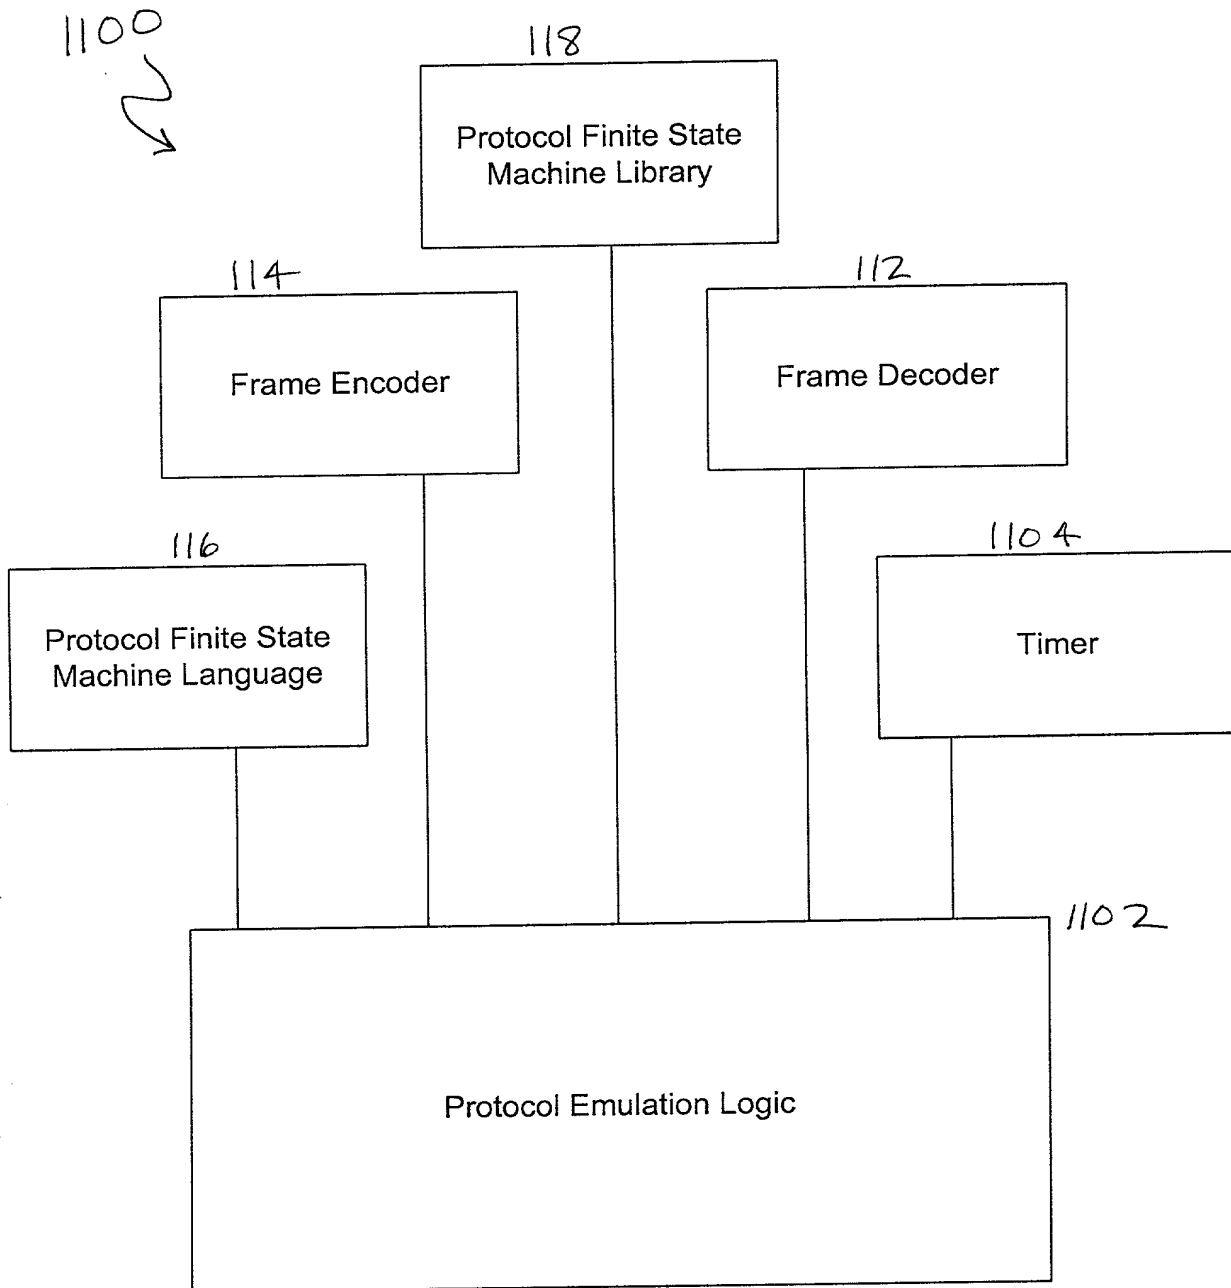 1100
118
Protocol Finite State
Machine Library
114
Frame Encoder
112
Frame Decoder
116
Protocol Finite State
Machine Language
1104
Timer
1102
Protocol Emulation Logic